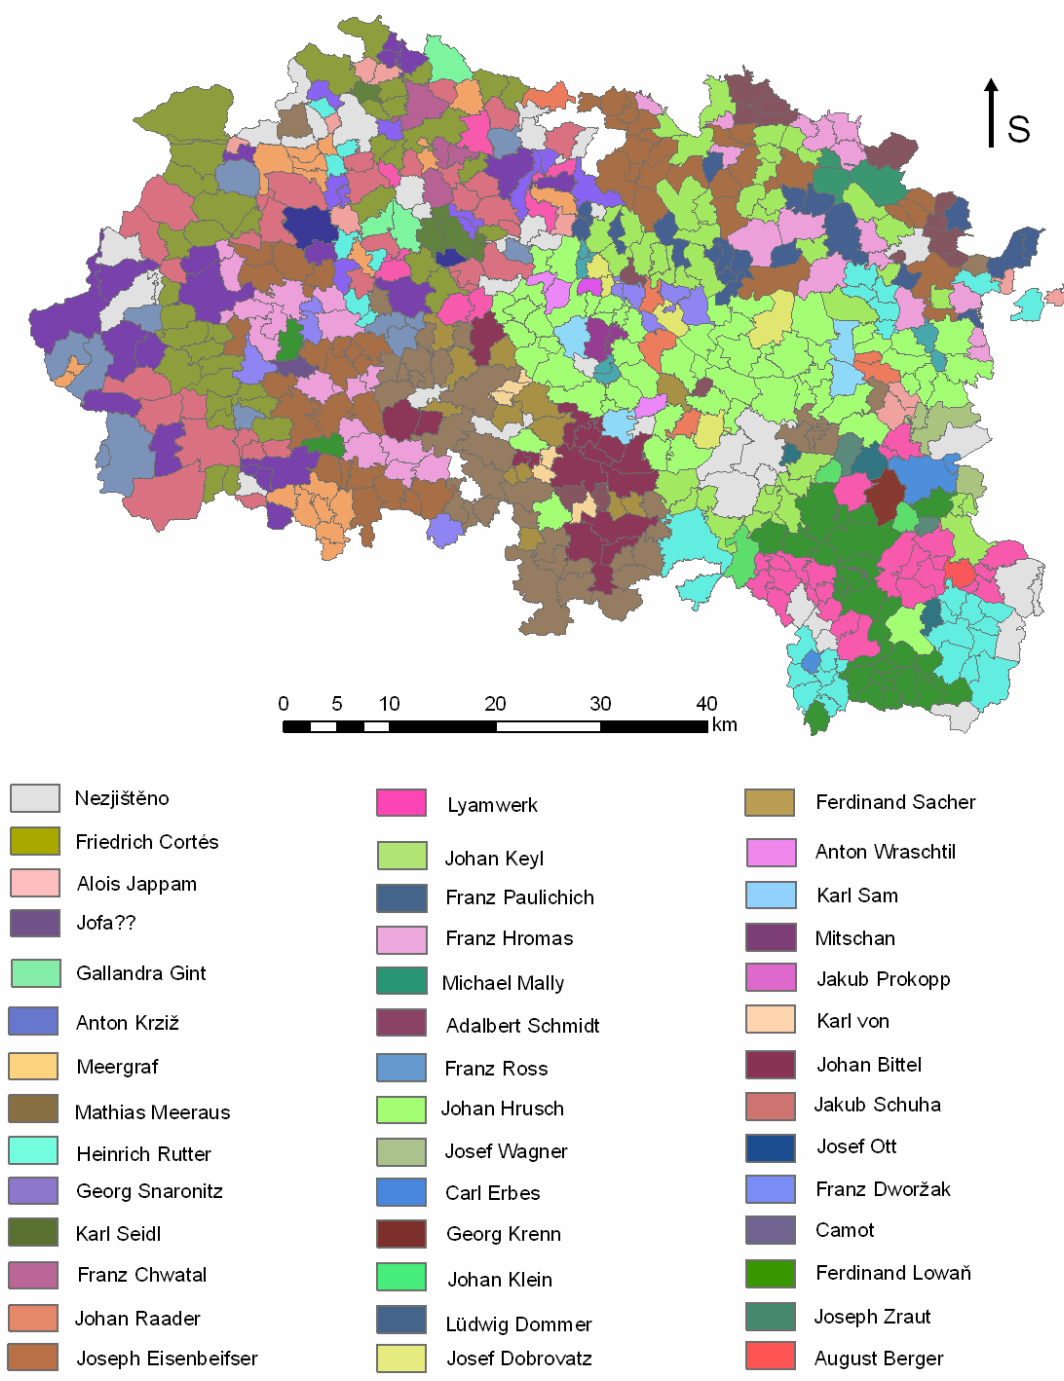 S
0 5 10 20 30 40
km
Nezjištěno
Friedrich Cortés
Alois Jappam
Jofa??
Gallandra Gint
Anton Krziž
Meergraf
Mathias Meeraus
Heinrich Rutter
Georg Snaronitz
Karl Seidl
Franz Chwatal
Johan Raader
Joseph Eisenbeifser
Lyamwerk
Johan Keyl
Franz Paulichich
Franz Hromas
Michael Mally
Adalbert Schmidt
Franz Ross
Johan Hrusch
Josef Wagner
Carl Erbes
Georg Krenn
Johan Klein
Lüdwig Dommer
Josef Dobrovatz
Ferdinand Sacher
Anton Wraschtil
Karl Sam
Mitschan
Jakub Prokopp
Karl von
Johan Bittel
Jakub Schuha
Josef Ott
Franz Dworžak
Camot
Ferdinand Lowaň
Joseph Zraut
August Berger